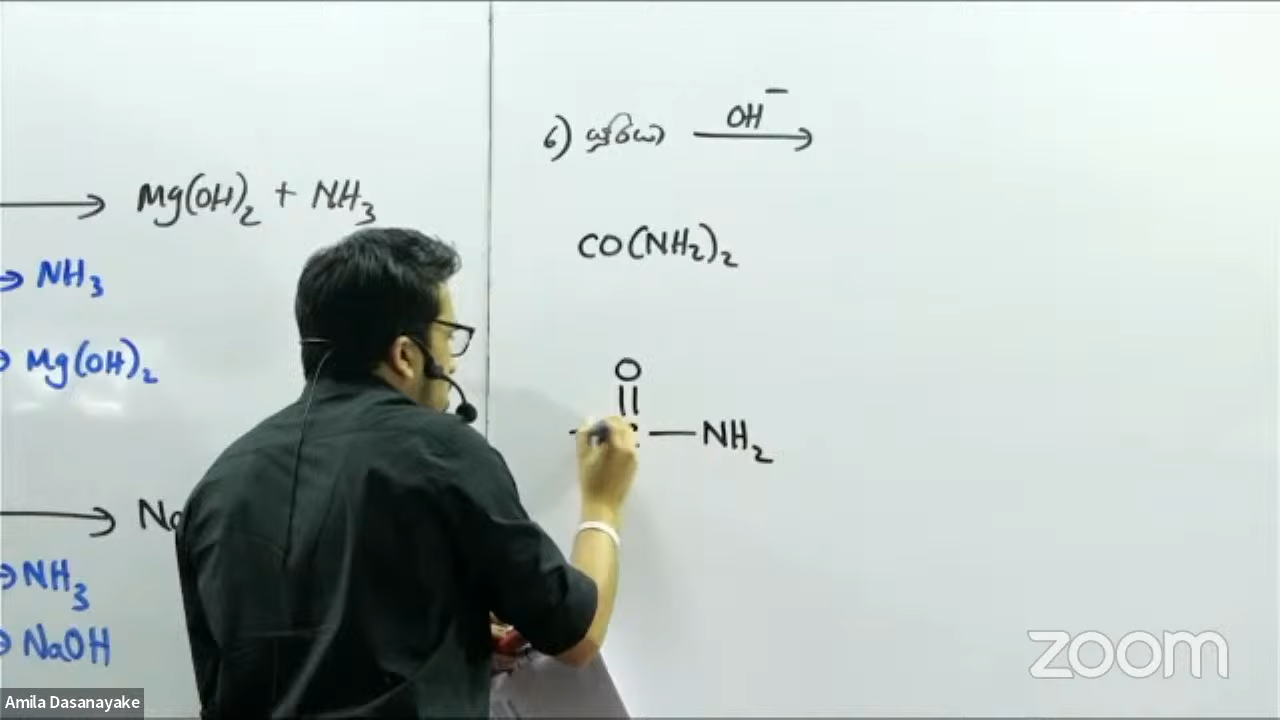 ⟶ Mg(OH)₂ + NH₃
→ NH₃
→ Mg(OH)₂
⟶ Na
→ NH₃
→ NaOH
6) යූරියා —OH⁻→
CO(NH₂)₂
O
||
C — NH₂
zoom
Amila Dasanayake